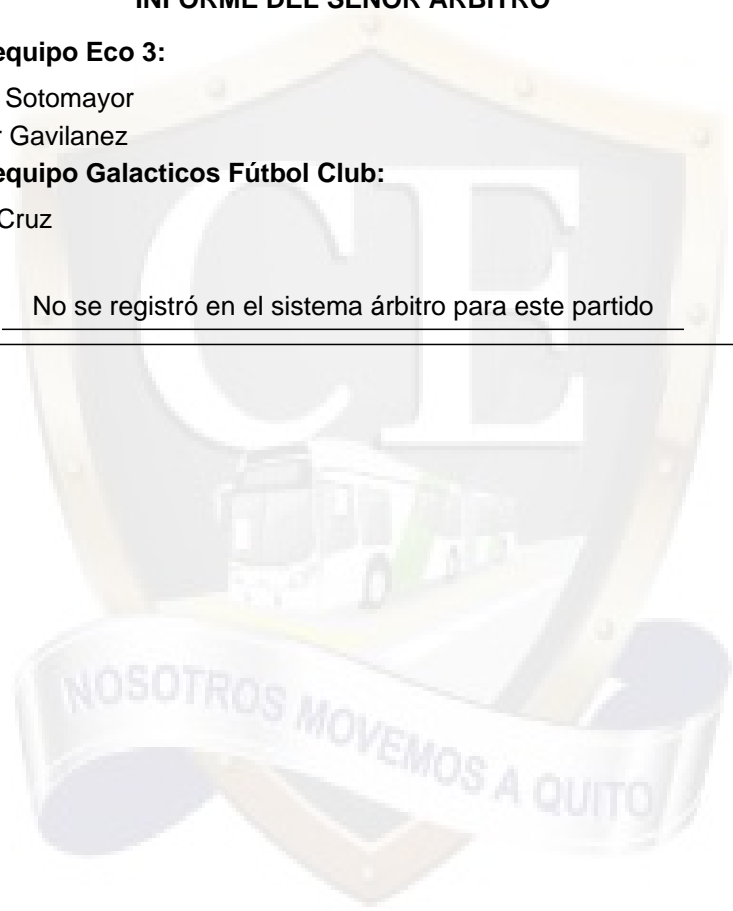 INFORME DEL SEÑOR ÁRBITRO
equipo Eco 3:
Sotomayor
Gavilanez
equipo Galacticos Fútbol Club:
Cruz
No se registró en el sistema árbitro para este partido
CE
NOSOTROS MOVEMOS A QUITO